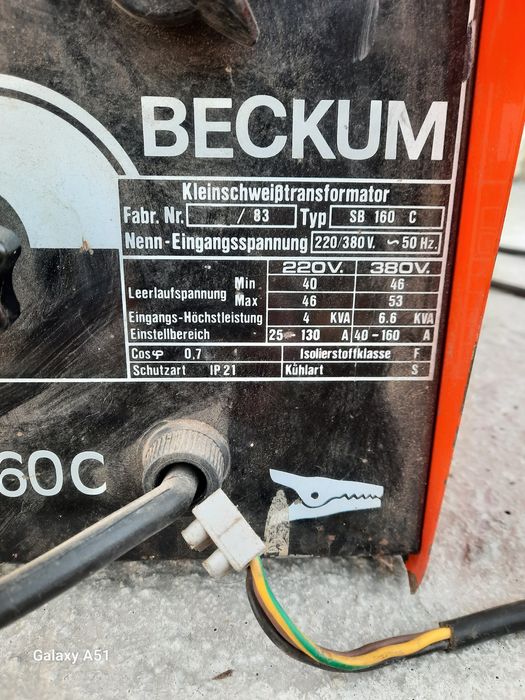 BECKUM
Kleinschweißtransformator
Fabr. Nr. / 83 Typ SB 160 C
Nenn-Eingangsspannung 220/380V. ~50 Hz.
220V. 380V.
Leerlaufspannung Min. 40 46
Max 46 53
Eingangs-Höchstleistung 4 KVA 6.6 KVA
Einstellbereich 25-130 A 40-160 A
Cosφ 0,7 Isolierstoffklasse F
Schutzart IP 21 Kühlart S
60C
Galaxy A51